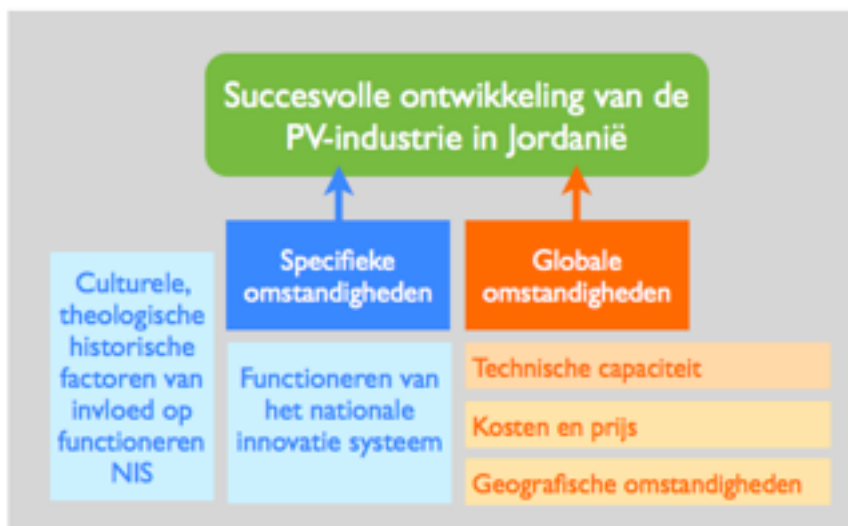 Succesvolle ontwikkeling van de
PV-industrie in Jordanië
Specifieke
omstandigheden
Globale
omstandigheden
Culturele,
theologische
historische
factoren van
invloed op
functioneren
NIS
Functioneren van
het nationale
innovatie systeem
Technische capaciteit
Kosten en prijs
Geografische omstandigheden